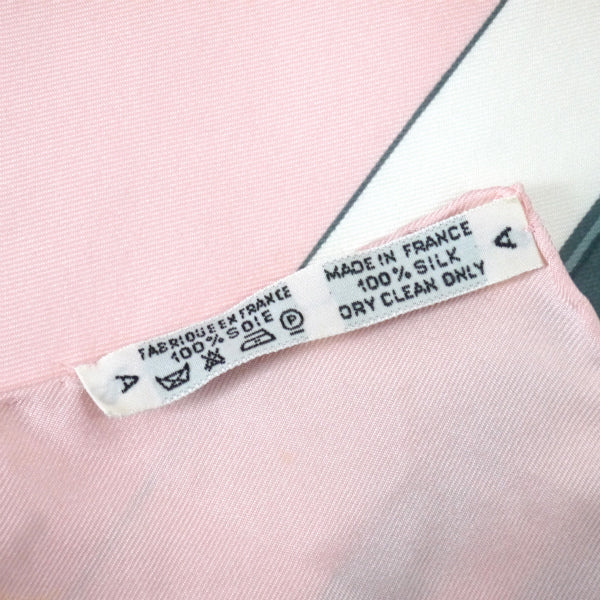 A
FABRIQUE EN FRANCE
100% SOIE
MADE IN FRANCE
100% SILK
DRY CLEAN ONLY
A